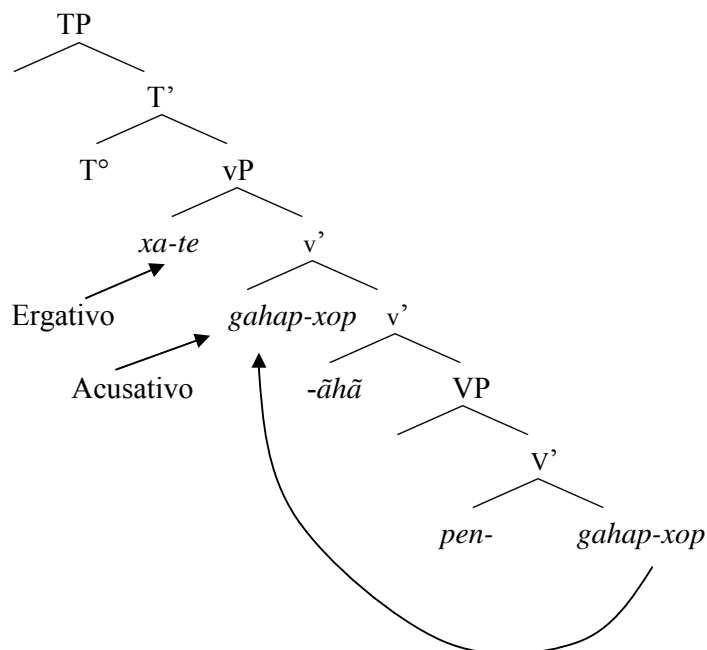 TP
T’
T° vP
xa-te v’
Ergativo gahap-xop v’
Acusativo -ãhã VP
V’
pen- gahap-xop